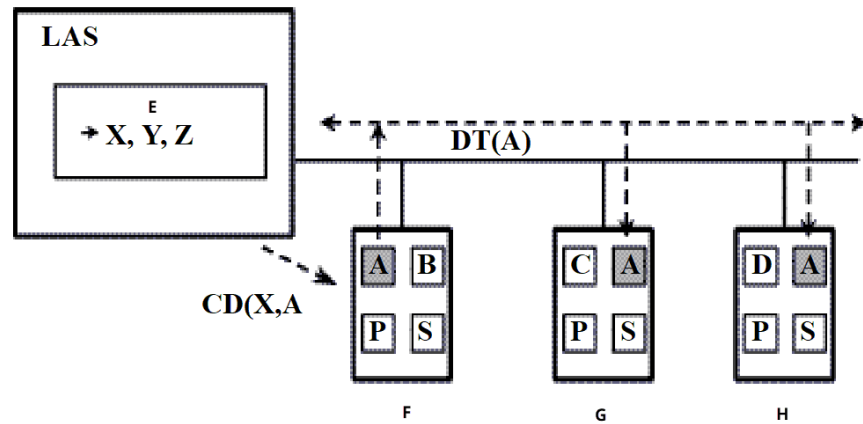 LAS
E
X, Y, Z
DT(A)
CD(X,A
A B
P S
C A
P S
D A
P S
F
G
H